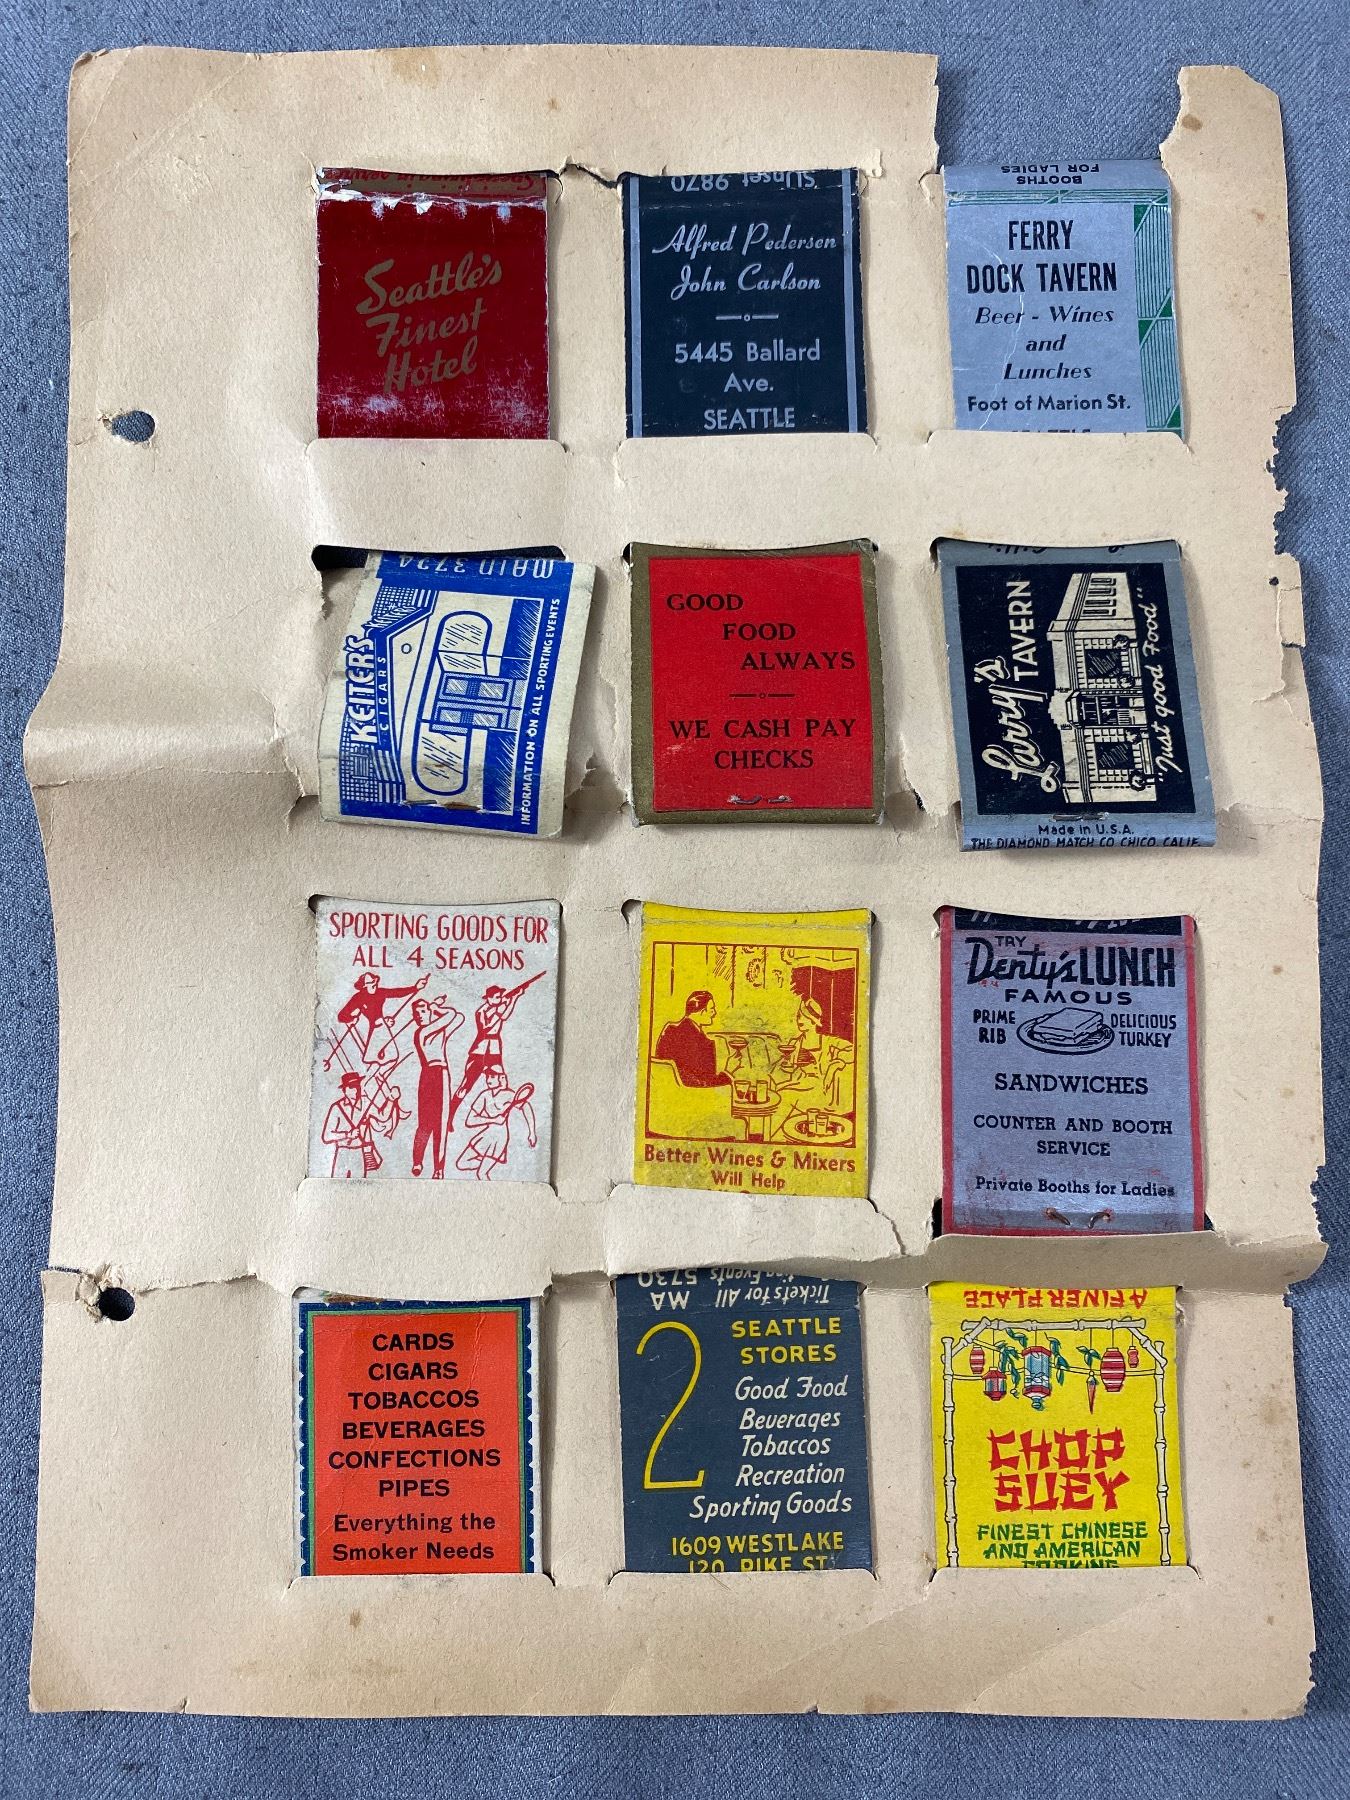 Seattle's
Finest
Hotel
SUnset 9870
Alfred Pedersen
John Carlson
5445 Ballard
Ave.
SEATTLE
BOOTHS
FOR LADIES
FERRY
DOCK TAVERN
Beer - Wines
and
Lunches
Foot of Marion St.
SEATTLE
MAIN 3724
KEITER'S
CIGARS
INFORMATION ON ALL SPORTING EVENTS
GOOD
FOOD
ALWAYS
WE CASH PAY
CHECKS
Larry's
TAVERN
"Just good Food"
Made in U.S.A.
THE DIAMOND MATCH CO. CHICO, CALIF.
SPORTING GOODS FOR
ALL 4 SEASONS
Better Wines & Mixers
Will Help
TRY
Denty's LUNCH
FAMOUS
PRIME
RIB
DELICIOUS
TURKEY
SANDWICHES
COUNTER AND BOOTH
SERVICE
Private Booths for Ladies
CARDS
CIGARS
TOBACCOS
BEVERAGES
CONFECTIONS
PIPES
Everything the
Smoker Needs
Tickets for All
Events
MA 5730
2 SEATTLE
STORES
Good Food
Beverages
Tobaccos
Recreation
Sporting Goods
1609 WESTLAKE
120 PIKE ST.
A FINER PLACE
CHOP
SUEY
FINEST CHINESE
AND AMERICAN
COOKING